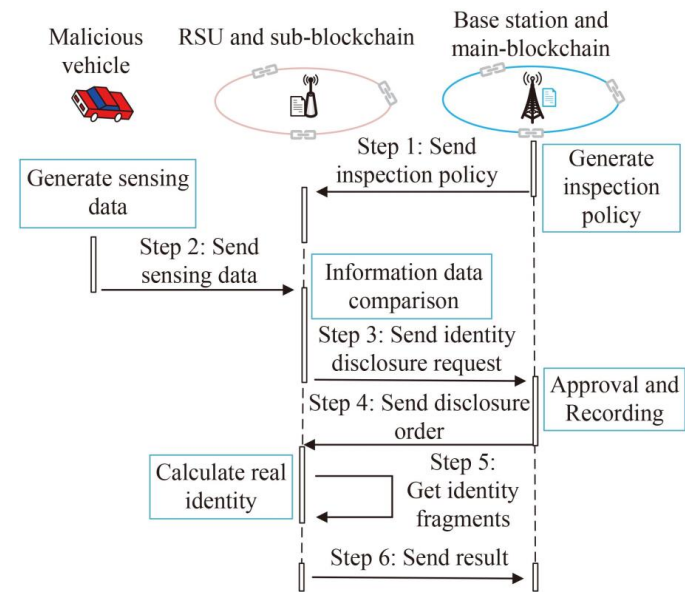 Malicious
vehicle
RSU and sub-blockchain
Base station and
main-blockchain
Step 1: Send
inspection policy
Generate
inspection
policy
Generate sensing
data
Step 2: Send
sensing data
Information data
comparison
Step 3: Send identity
disclosure request
Approval and
Recording
Step 4: Send disclosure
order
Calculate real
identity
Step 5:
Get identity
fragments
Step 6: Send result